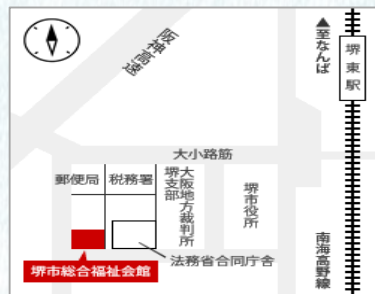 ▲至なんば
堺東駅
阪神高速
大小路筋
郵便局
税務署
大阪地方裁判所
堺支部
堺市役所
法務省合同庁舎
南海高野線
堺市総合福祉会館